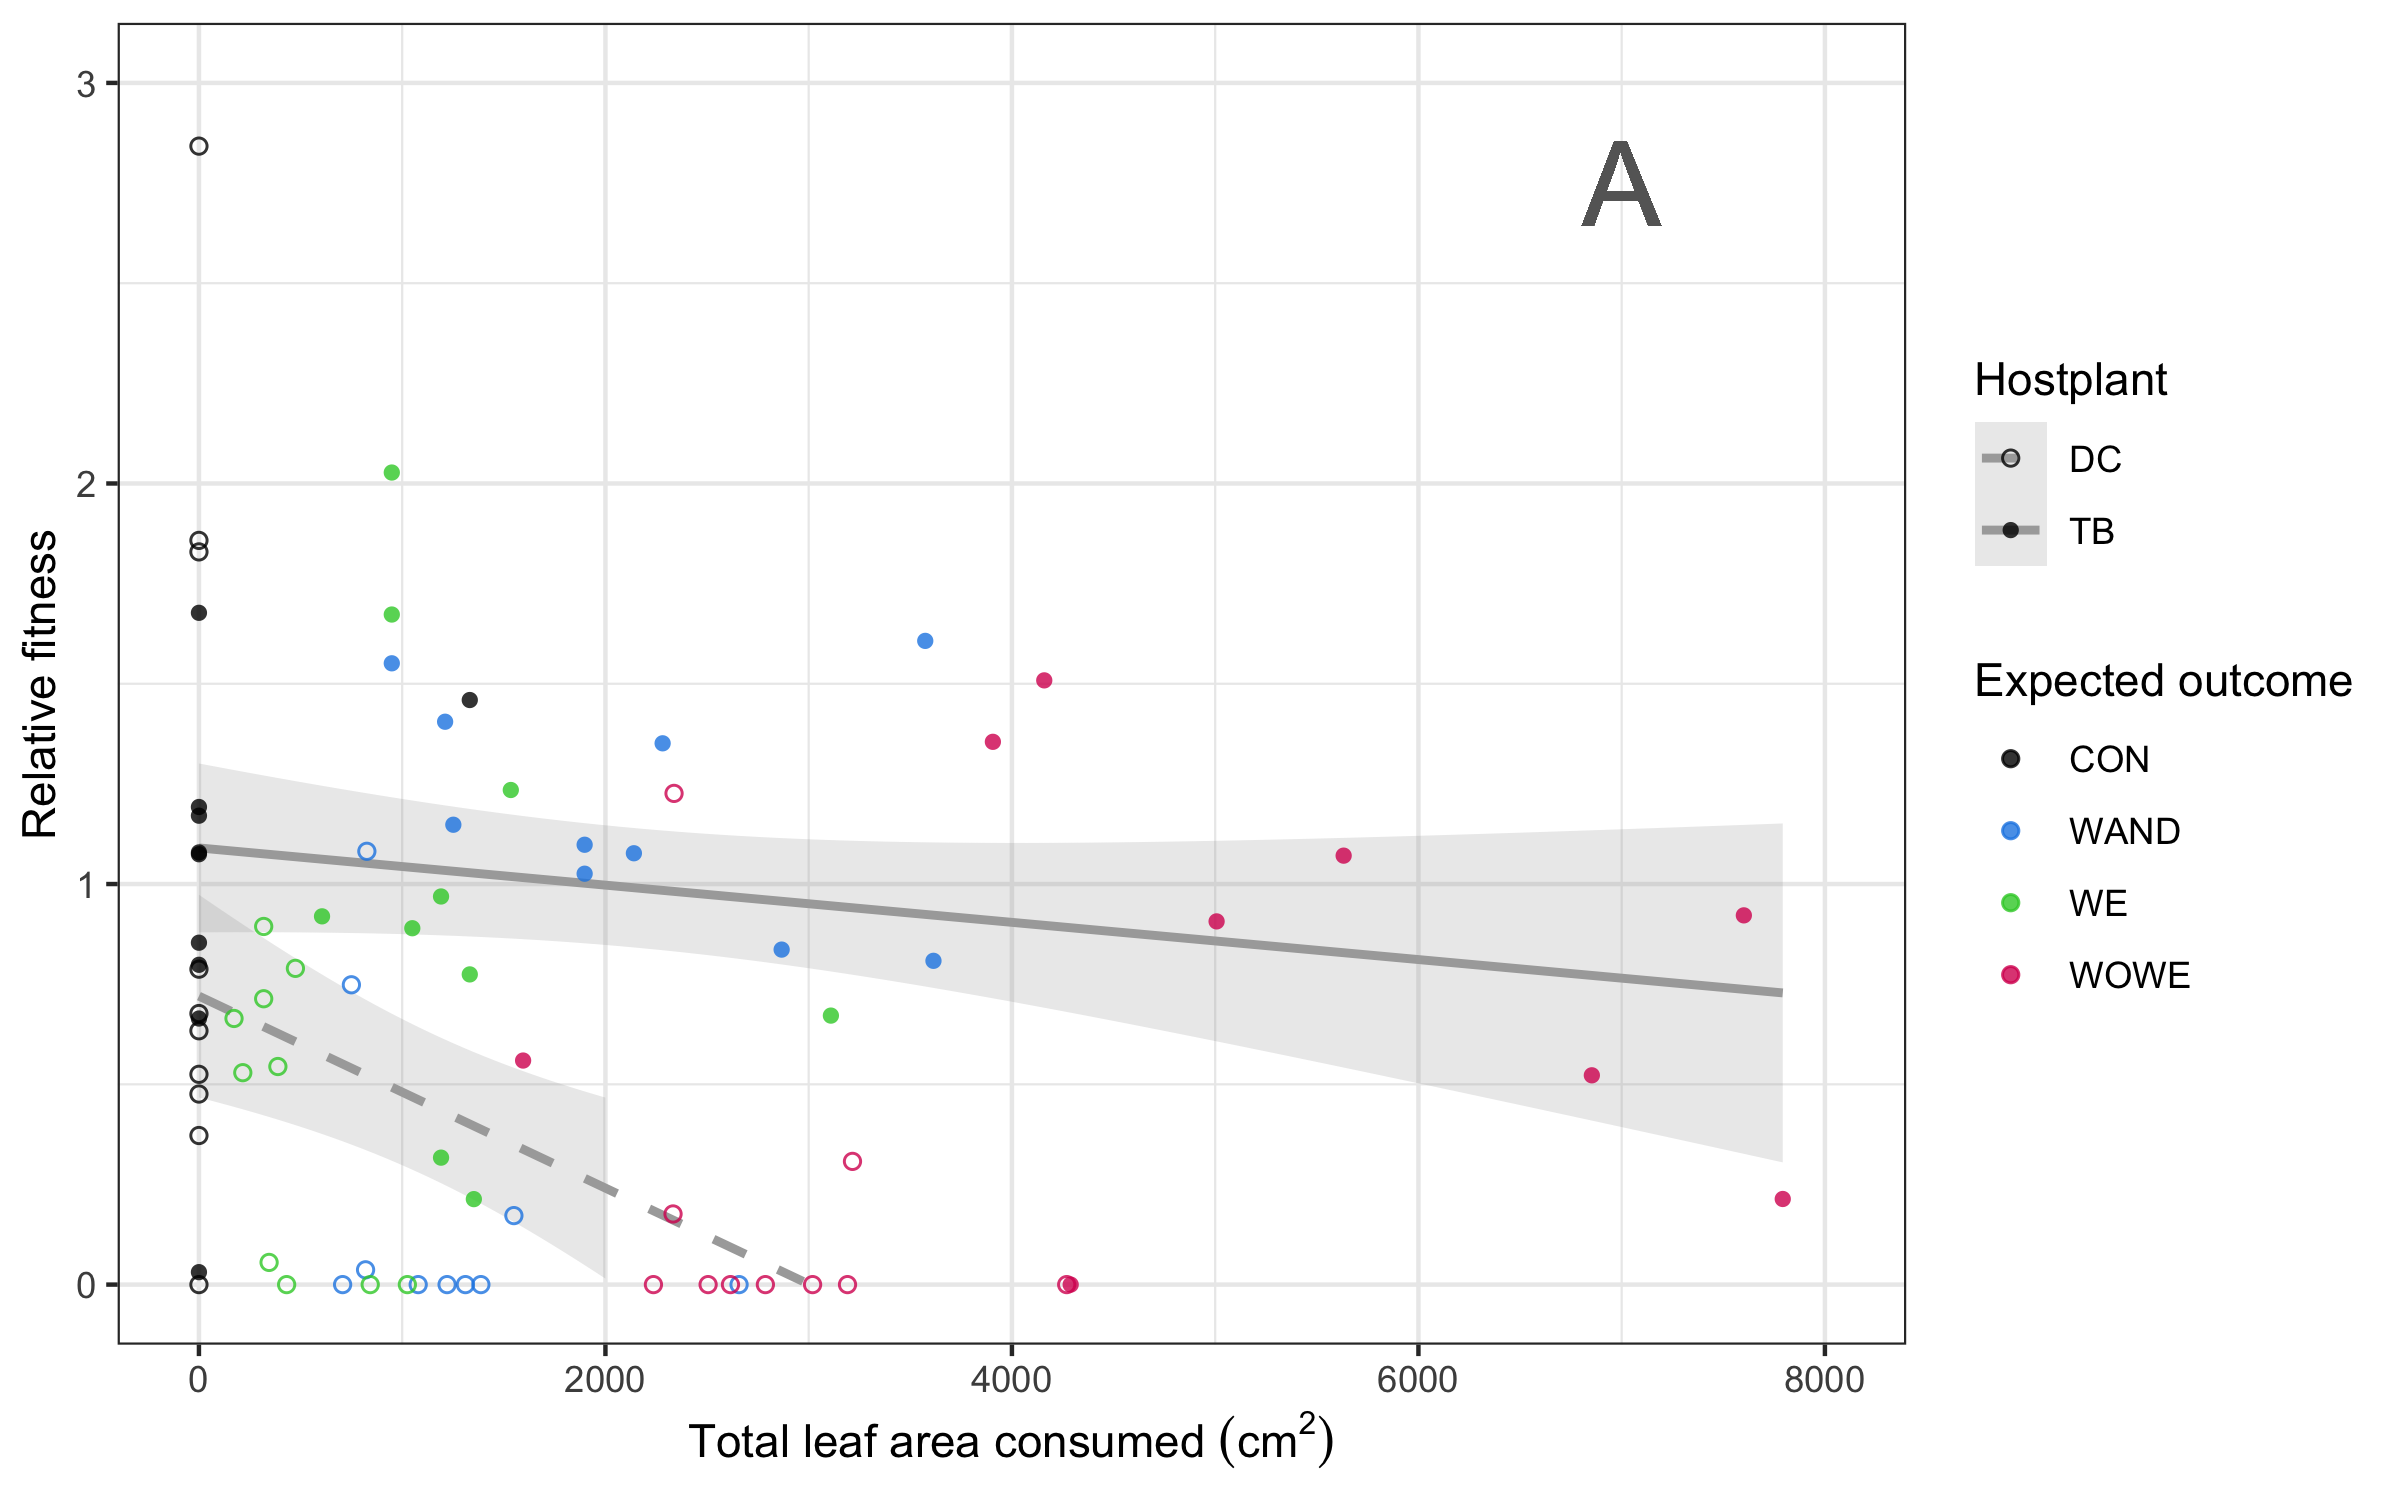 A
3
2
1
0
Relative fitness
0 2000 4000 6000 8000
Total leaf area consumed (cm²)
Hostplant
DC
TB
Expected outcome
CON
WAND
WE
WOWE